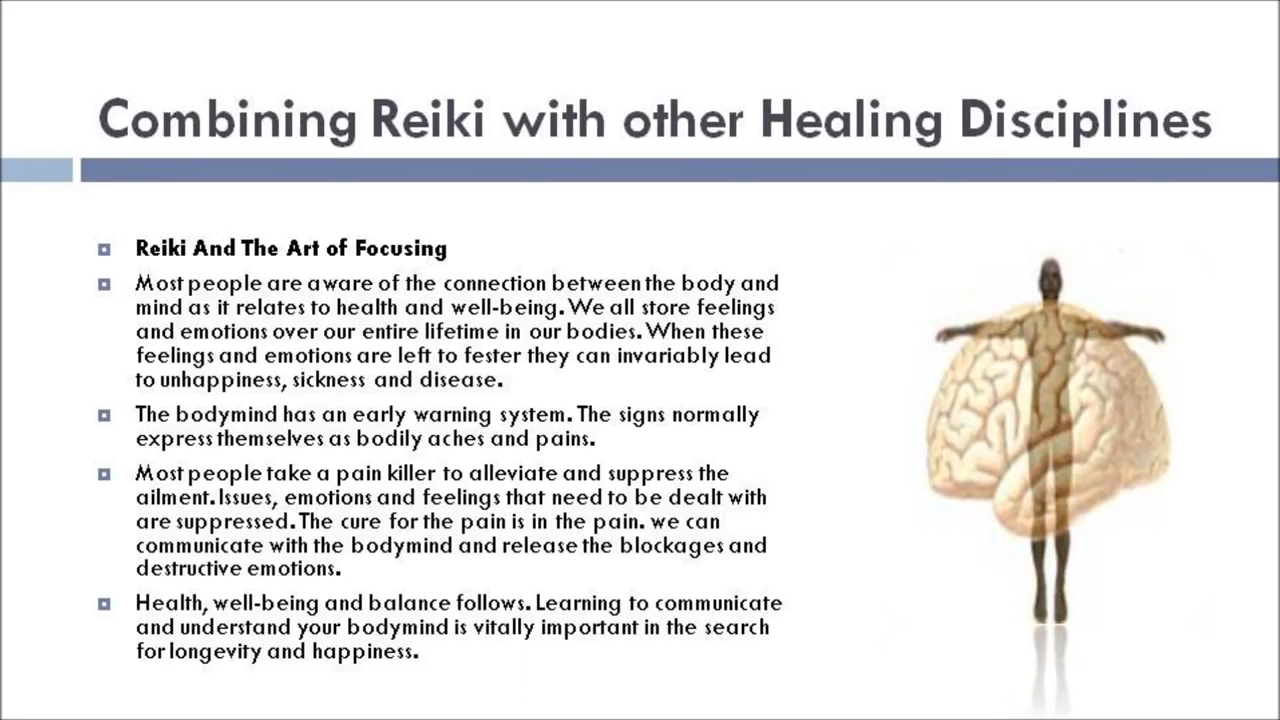 Combining Reiki with other Healing Disciplines
Reiki And The Art of Focusing
Most people are aware of the connection between the body and
mind as it relates to health and well-being. We all store feelings
and emotions over our entire lifetime in our bodies. When these
feelings and emotions are left to fester they can invariably lead
to unhappiness, sickness and disease.
The bodymind has an early warning system. The signs normally
express themselves as bodily aches and pains.
Most people take a pain killer to alleviate and suppress the
ailment. Issues, emotions and feelings that need to be dealt with
are suppressed. The cure for the pain is in the pain. we can
communicate with the bodymind and release the blockages and
destructive emotions.
Health, well-being and balance follows. Learning to communicate
and understand your bodymind is vitally important in the search
for longevity and happiness.